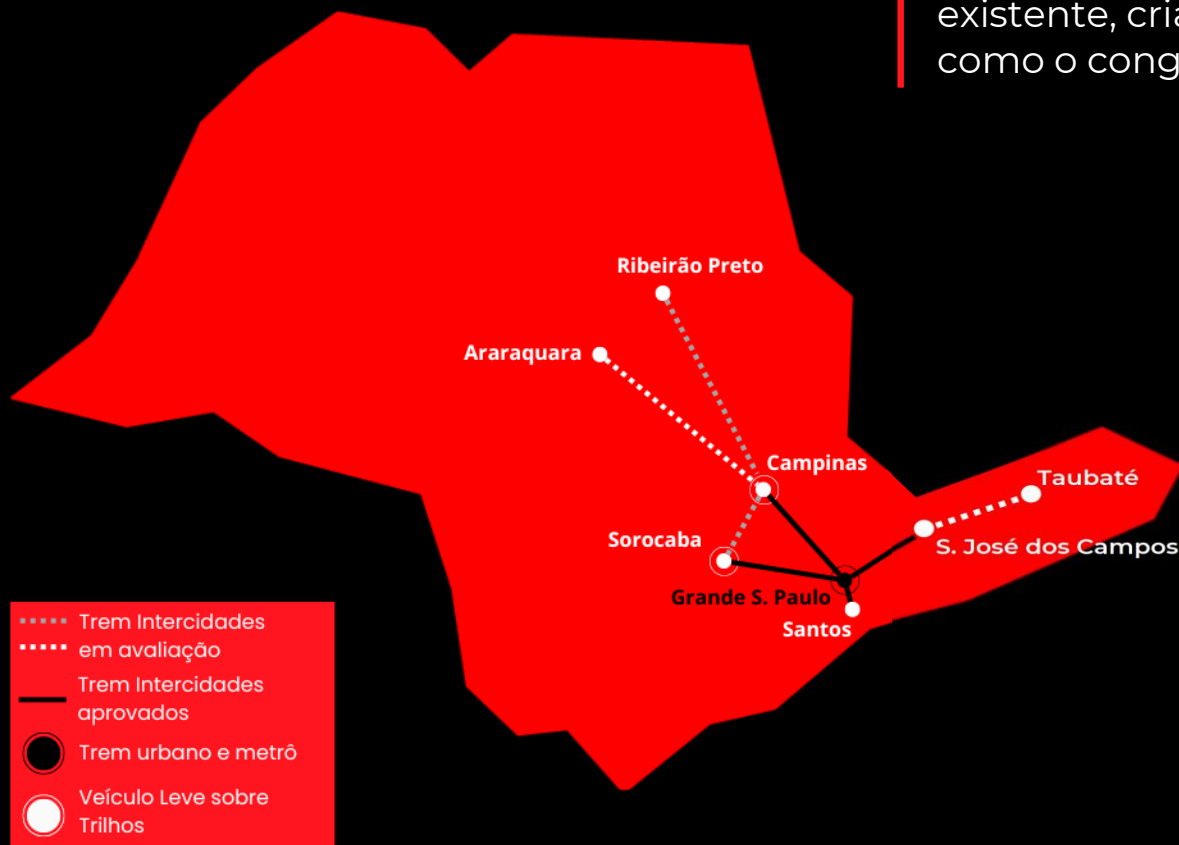 existente, cria
como o cong
Ribeirão Preto
Araraquara
Campinas
Taubaté
Sorocaba
S. José dos Campos
Grande S. Paulo
Santos
Trem Intercidades
em avaliação
Trem Intercidades
aprovados
Trem urbano e metrô
Veículo Leve sobre
Trilhos